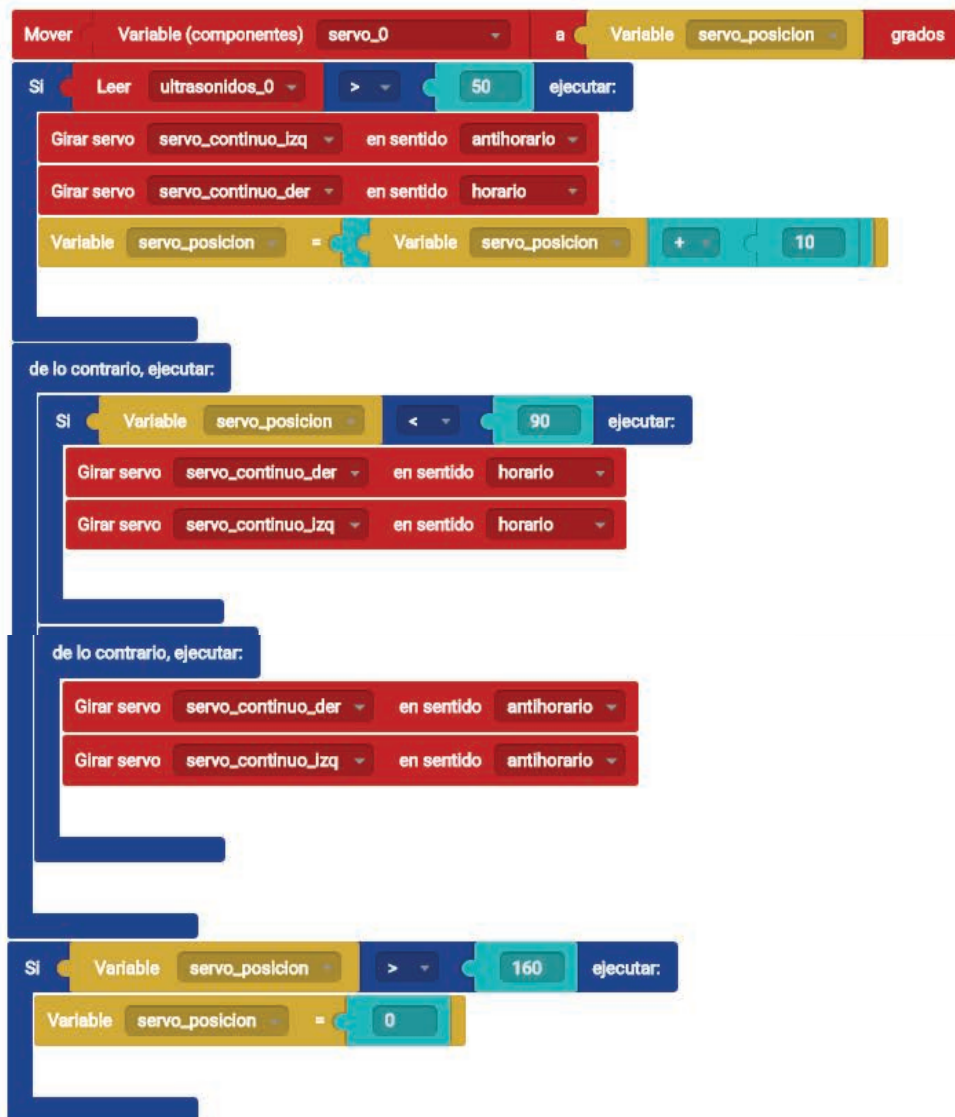 Mover Variable (componentes) servo_0 a Variable servo_posicion grados
Si Leer ultrasonidos_0 > 50 ejecutar:
Girar servo servo_continuo_izq en sentido antihorario
Girar servo servo_continuo_der en sentido horario
Variable servo_posicion = Variable servo_posicion + 10
de lo contrario, ejecutar:
Si Variable servo_posicion < 90 ejecutar:
Girar servo servo_continuo_der en sentido horario
Girar servo servo_continuo_izq en sentido horario
de lo contrario, ejecutar:
Girar servo servo_continuo_der en sentido antihorario
Girar servo servo_continuo_izq en sentido antihorario
Si Variable servo_posicion > 160 ejecutar:
Variable servo_posicion = 0